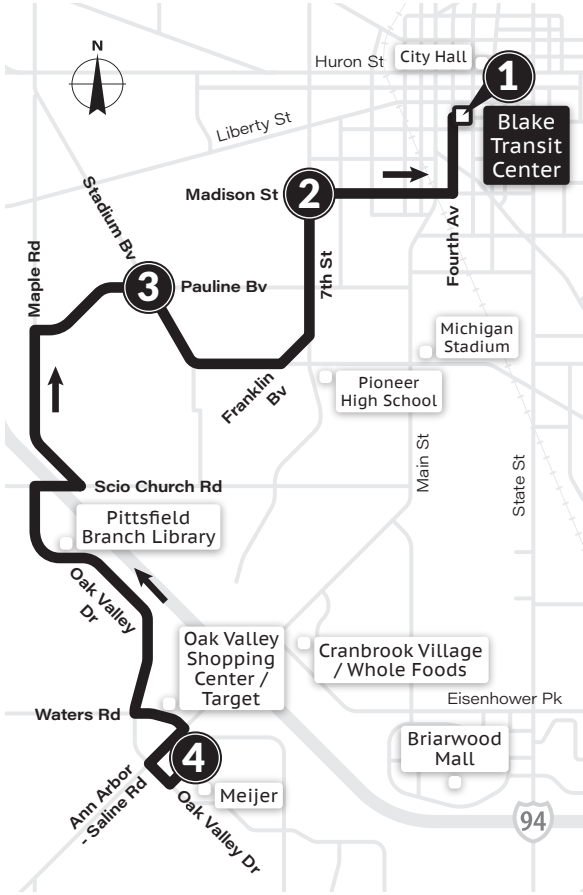 N
Huron St
City Hall
1
Blake
Transit
Center
Liberty St
Madison St
2
Stadium Bv
Maple Rd
3
Pauline Bv
7th St
Fourth Av
Michigan
Stadium
Franklin
Bv
Pioneer
High School
Main St
State St
Scio Church Rd
Pittsfield
Branch Library
Oak Valley
Dr
Oak Valley
Shopping
Center /
Target
Cranbrook Village
/ Whole Foods
Waters Rd
Eisenhower Pk
4
Briarwood
Mall
Ann Arbor
- Saline Rd
Meijer
Oak Valley Dr
94